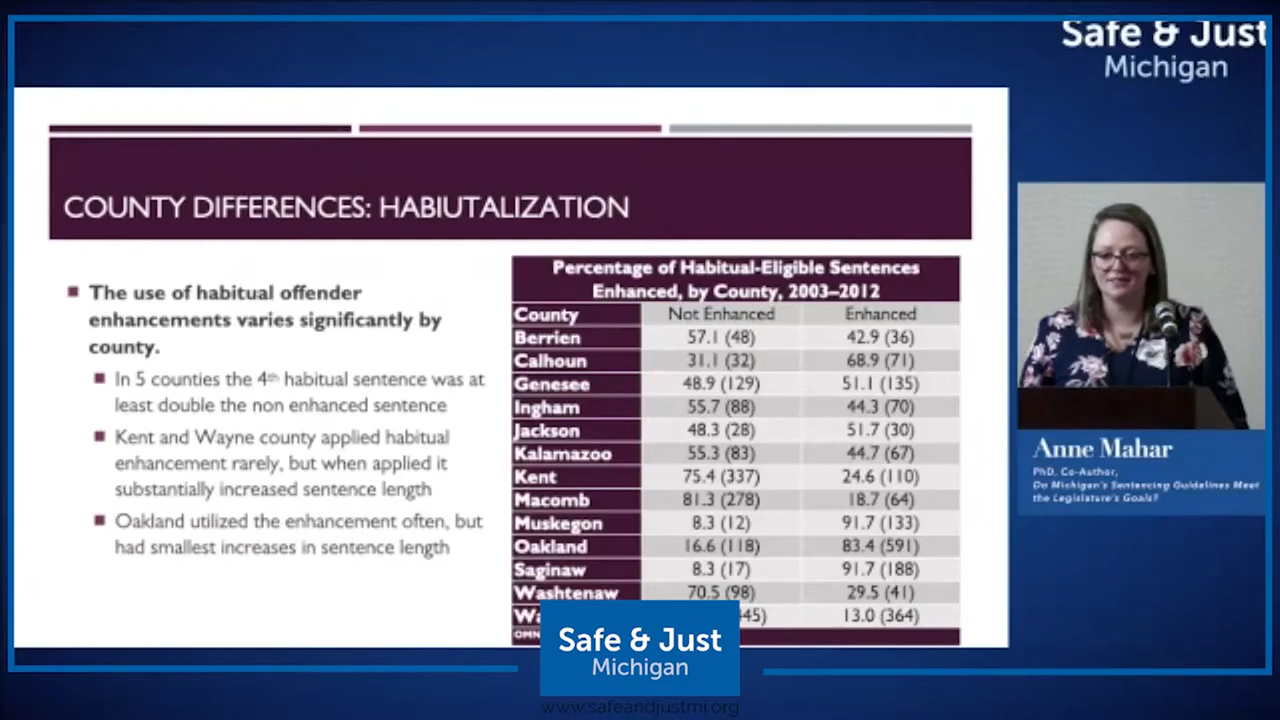 Safe & Just
Michigan
COUNTY DIFFERENCES: HABIUTALIZATION
The use of habitual offender
enhancements varies significantly by
county.
In 5 counties the 4th habitual sentence was at
least double the non enhanced sentence
Kent and Wayne county applied habitual
enhancement rarely, but when applied it
substantially increased sentence length
Oakland utilized the enhancement often, but
had smallest increases in sentence length
Percentage of Habitual-Eligible Sentences
Enhanced, by County, 2003–2012
County Not Enhanced Enhanced
Berrien 57.1 (48) 42.9 (36)
Calhoun 31.1 (32) 68.9 (71)
Genesee 48.9 (129) 51.1 (135)
Ingham 55.7 (88) 44.3 (70)
Jackson 48.3 (28) 51.7 (30)
Kalamazoo 55.3 (83) 44.7 (67)
Kent 75.4 (337) 24.6 (110)
Macomb 81.3 (278) 18.7 (64)
Muskegon 8.3 (12) 91.7 (133)
Oakland 16.6 (118) 83.4 (591)
Saginaw 8.3 (17) 91.7 (188)
Washtenaw 70.5 (98) 29.5 (41)
13.0 (364)
Anne Mahar
PhD, Co-Author,
Do Michigan's Sentencing Guidelines Meet
the Legislature's Goals?
Safe & Just
Michigan
www.safeandjustmi.org